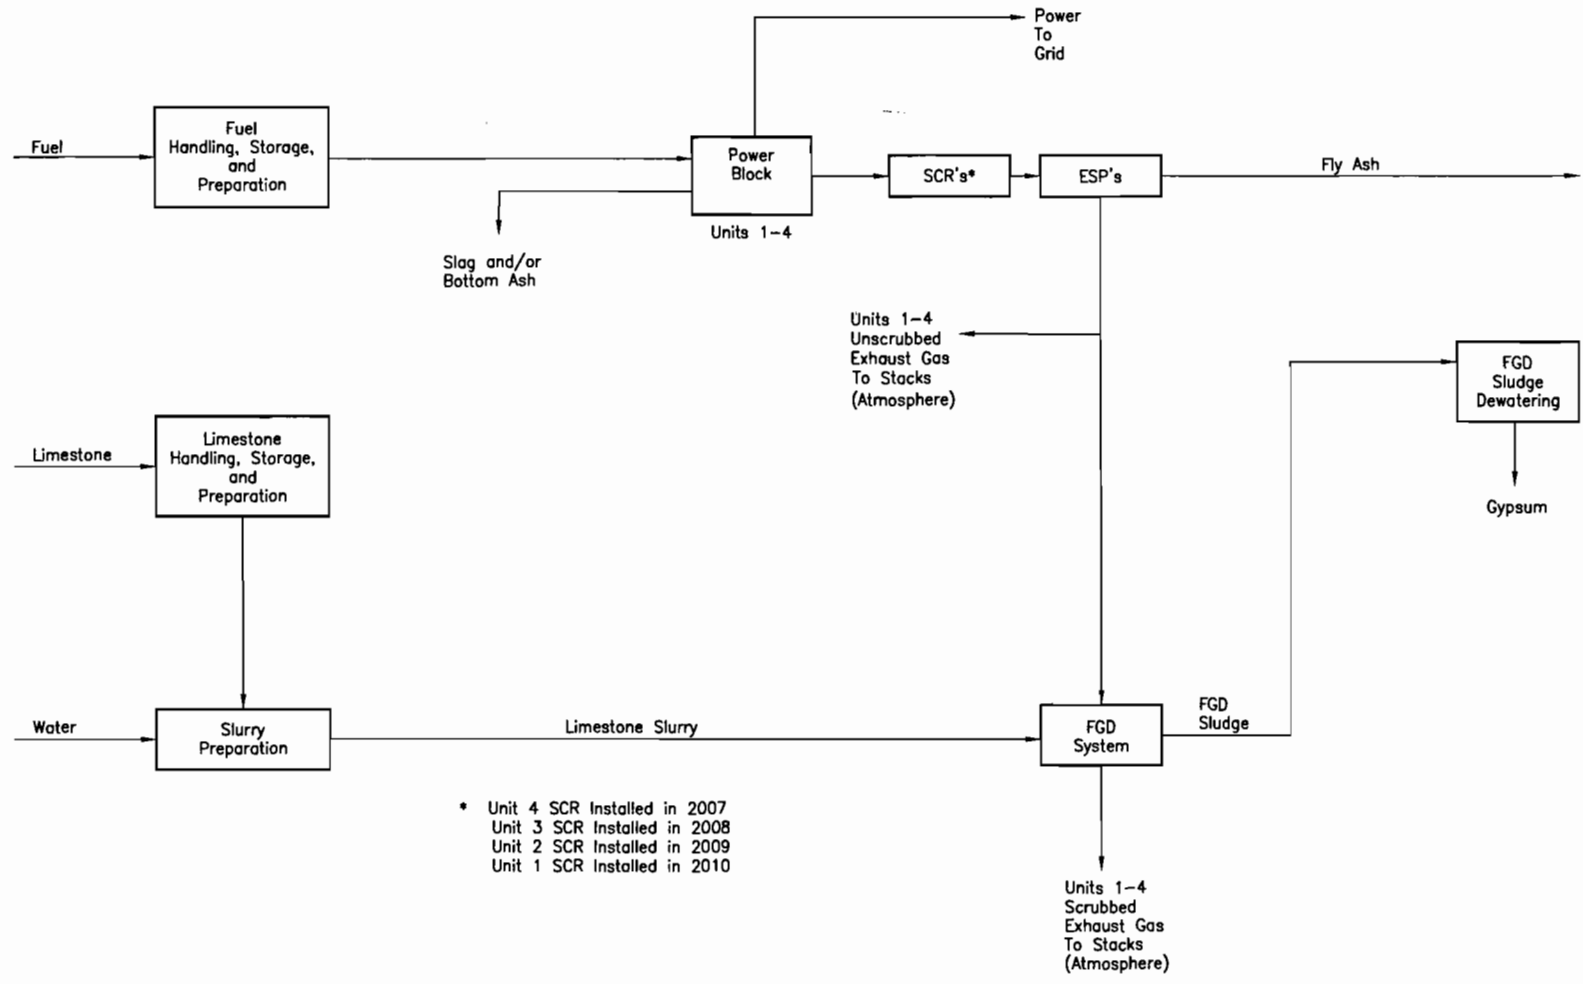 Power
To
Grid
Fuel
Fuel
Handling, Storage,
and
Preparation
Power
Block
Units 1-4
SCR's*
ESP's
Fly Ash
Slag and/or
Bottom Ash
Units 1-4
Unscrubbed
Exhaust Gas
To Stacks
(Atmosphere)
FGD
Sludge
Dewatering
Gypsum
Limestone
Limestone
Handling, Storage,
and
Preparation
Water
Slurry
Preparation
Limestone Slurry
FGD
System
FGD
Sludge
* Unit 4 SCR Installed in 2007
Unit 3 SCR Installed in 2008
Unit 2 SCR Installed in 2009
Unit 1 SCR Installed in 2010
Units 1-4
Scrubbed
Exhaust Gas
To Stacks
(Atmosphere)